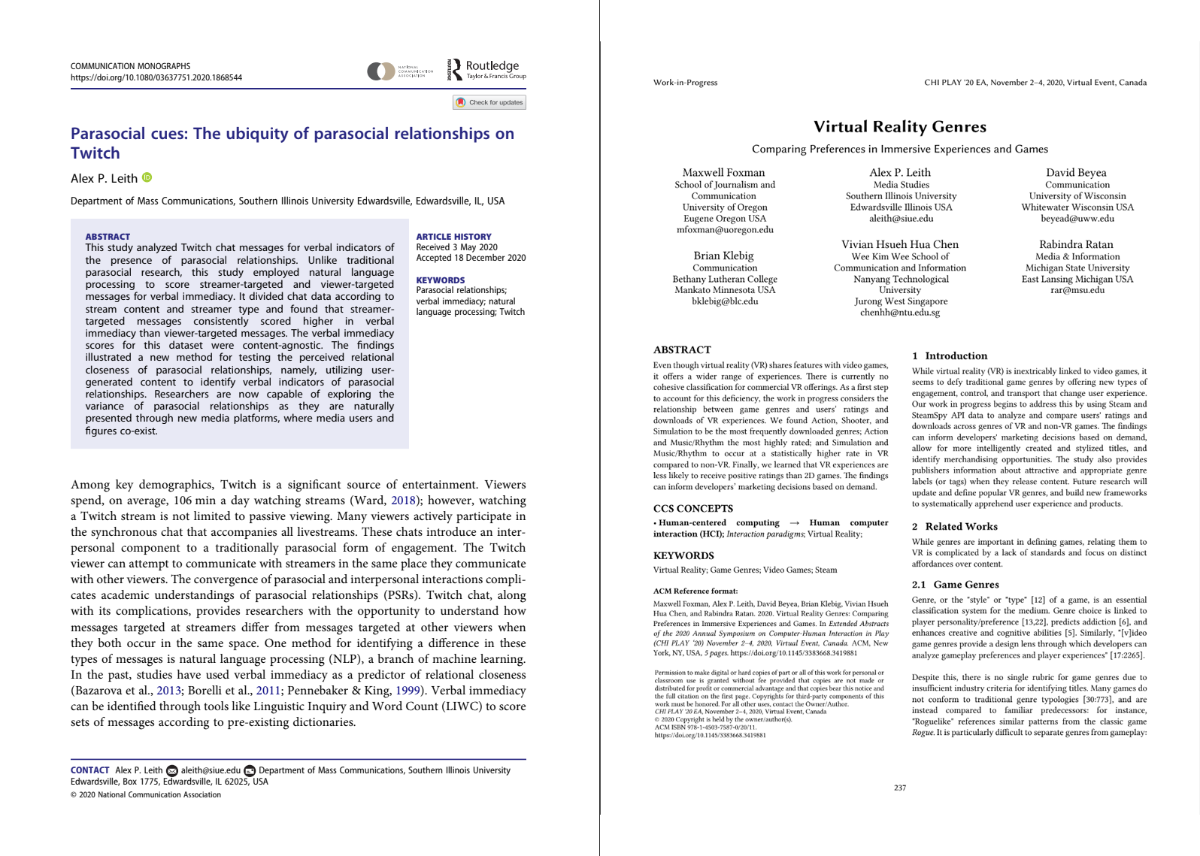 COMMUNICATION MONOGRAPHS
https://doi.org/10.1080/03637751.2020.1868544
NATIONAL
COMMUNICATION
ASSOCIATION
ROUTLEDGE
Routledge
Taylor & Francis Group
Check for updates
Parasocial cues: The ubiquity of parasocial relationships on
Twitch
Alex P. Leith iD
Department of Mass Communications, Southern Illinois University Edwardsville, Edwardsville, IL, USA
ABSTRACT
This study analyzed Twitch chat messages for verbal indicators of
the presence of parasocial relationships. Unlike traditional
parasocial research, this study employed natural language
processing to score streamer-targeted and viewer-targeted
messages for verbal immediacy. It divided chat data according to
stream content and streamer type and found that streamer-
targeted messages consistently scored higher in verbal
immediacy than viewer-targeted messages. The verbal immediacy
scores for this dataset were content-agnostic. The findings
illustrated a new method for testing the perceived relational
closeness of parasocial relationships, namely, utilizing user-
generated content to identify verbal indicators of parasocial
relationships. Researchers are now capable of exploring the
variance of parasocial relationships as they are naturally
presented through new media platforms, where media users and
figures co-exist.
ARTICLE HISTORY
Received 3 May 2020
Accepted 18 December 2020
KEYWORDS
Parasocial relationships;
verbal immediacy; natural
language processing; Twitch
Among key demographics, Twitch is a significant source of entertainment. Viewers
spend, on average, 106 min a day watching streams (Ward, 2018); however, watching
a Twitch stream is not limited to passive viewing. Many viewers actively participate in
the synchronous chat that accompanies all livestreams. These chats introduce an inter-
personal component to a traditionally parasocial form of engagement. The Twitch
viewer can attempt to communicate with streamers in the same place they communicate
with other viewers. The convergence of parasocial and interpersonal interactions compli-
cates academic understandings of parasocial relationships (PSRs). Twitch chat, along
with its complications, provides researchers with the opportunity to understand how
messages targeted at streamers differ from messages targeted at other viewers when
they both occur in the same space. One method for identifying a difference in these
types of messages is natural language processing (NLP), a branch of machine learning.
In the past, studies have used verbal immediacy as a predictor of relational closeness
(Bazarova et al., 2013; Borelli et al., 2011; Pennebaker & King, 1999). Verbal immediacy
can be identified through tools like Linguistic Inquiry and Word Count (LIWC) to score
sets of messages according to pre-existing dictionaries.
CONTACT Alex P. Leith aleith@siue.edu Department of Mass Communications, Southern Illinois University
Edwardsville, Box 1775, Edwardsville, IL 62025, USA
© 2020 National Communication Association
Work-in-Progress
CHI PLAY '20 EA, November 2–4, 2020, Virtual Event, Canada
Virtual Reality Genres
Comparing Preferences in Immersive Experiences and Games
Maxwell Foxman
School of Journalism and
Communication
University of Oregon
Eugene Oregon USA
mfoxman@uoregon.edu
Alex P. Leith
Media Studies
Southern Illinois University
Edwardsville Illinois USA
aleith@siue.edu
David Beyea
Communication
University of Wisconsin
Whitewater Wisconsin USA
beyead@uww.edu
Brian Klebig
Communication
Bethany Lutheran College
Mankato Minnesota USA
bklebig@blc.edu
Vivian Hsueh Hua Chen
Wee Kim Wee School of
Communication and Information
Nanyang Technological
University
Jurong West Singapore
chenhh@ntu.edu.sg
Rabindra Ratan
Media & Information
Michigan State University
East Lansing Michigan USA
rar@msu.edu
ABSTRACT
Even though virtual reality (VR) shares features with video games,
it offers a wider range of experiences. There is currently no
cohesive classification for commercial VR offerings. As a first step
to account for this deficiency, the work in progress considers the
relationship between game genres and users' ratings and
downloads of VR experiences. We found Action, Shooter, and
Simulation to be the most frequently downloaded genres; Action
and Music/Rhythm the most highly rated; and Simulation and
Music/Rhythm to occur at a statistically higher rate in VR
compared to non-VR. Finally, we learned that VR experiences are
less likely to receive positive ratings than 2D games. The findings
can inform developers' marketing decisions based on demand.
CCS CONCEPTS
• Human-centered computing → Human computer
interaction (HCI); Interaction paradigms; Virtual Reality;
KEYWORDS
Virtual Reality; Game Genres; Video Games; Steam
ACM Reference format:
Maxwell Foxman, Alex P. Leith, David Beyea, Brian Klebig, Vivian Hsueh
Hua Chen, and Rabindra Ratan. 2020. Virtual Reality Genres: Comparing
Preferences in Immersive Experiences and Games. In Extended Abstracts
of the 2020 Annual Symposium on Computer-Human Interaction in Play
(CHI PLAY '20) November 2–4, 2020, Virtual Event, Canada. ACM, New
York, NY, USA, 5 pages. https://doi.org/10.1145/3383668.3419881
Permission to make digital or hard copies of part or all of this work for personal or
classroom use is granted without fee provided that copies are not made or
distributed for profit or commercial advantage and that copies bear this notice and
the full citation on the first page. Copyrights for third-party components of this
work must be honored. For all other uses, contact the Owner/Author.
CHI PLAY '20 EA, November 2–4, 2020, Virtual Event, Canada
© 2020 Copyright is held by the owner/author(s).
ACM ISBN 978-1-4503-7587-0/20/11.
https://doi.org/10.1145/3383668.3419881
1 Introduction
While virtual reality (VR) is inextricably linked to video games, it
seems to defy traditional game genres by offering new types of
engagement, control, and transport that change user experience.
Our work in progress begins to address this by using Steam and
SteamSpy API data to analyze and compare users' ratings and
downloads across genres of VR and non-VR games. The findings
can inform developers' marketing decisions based on demand,
allow for more intelligently created and stylized titles, and
identify merchandising opportunities. The study also provides
publishers information about attractive and appropriate genre
labels (or tags) when they release content. Future research will
update and define popular VR genres, and build new frameworks
to systematically apprehend user experience and products.
2 Related Works
While genres are important in defining games, relating them to
VR is complicated by a lack of standards and focus on distinct
affordances over content.
2.1 Game Genres
Genre, or the "style" or "type" [12] of a game, is an essential
classification system for the medium. Genre choice is linked to
player personality/preference [13,22], predicts addiction [6], and
enhances creative and cognitive abilities [5]. Similarly, "[v]ideo
game genres provide a design lens through which developers can
analyze gameplay preferences and player experiences" [17:2265].
Despite this, there is no single rubric for game genres due to
insufficient industry criteria for identifying titles. Many games do
not conform to traditional genre typologies [30:773], and are
instead compared to familiar predecessors: for instance,
"Roguelike" references similar patterns from the classic game
Rogue. It is particularly difficult to separate genres from gameplay:
237